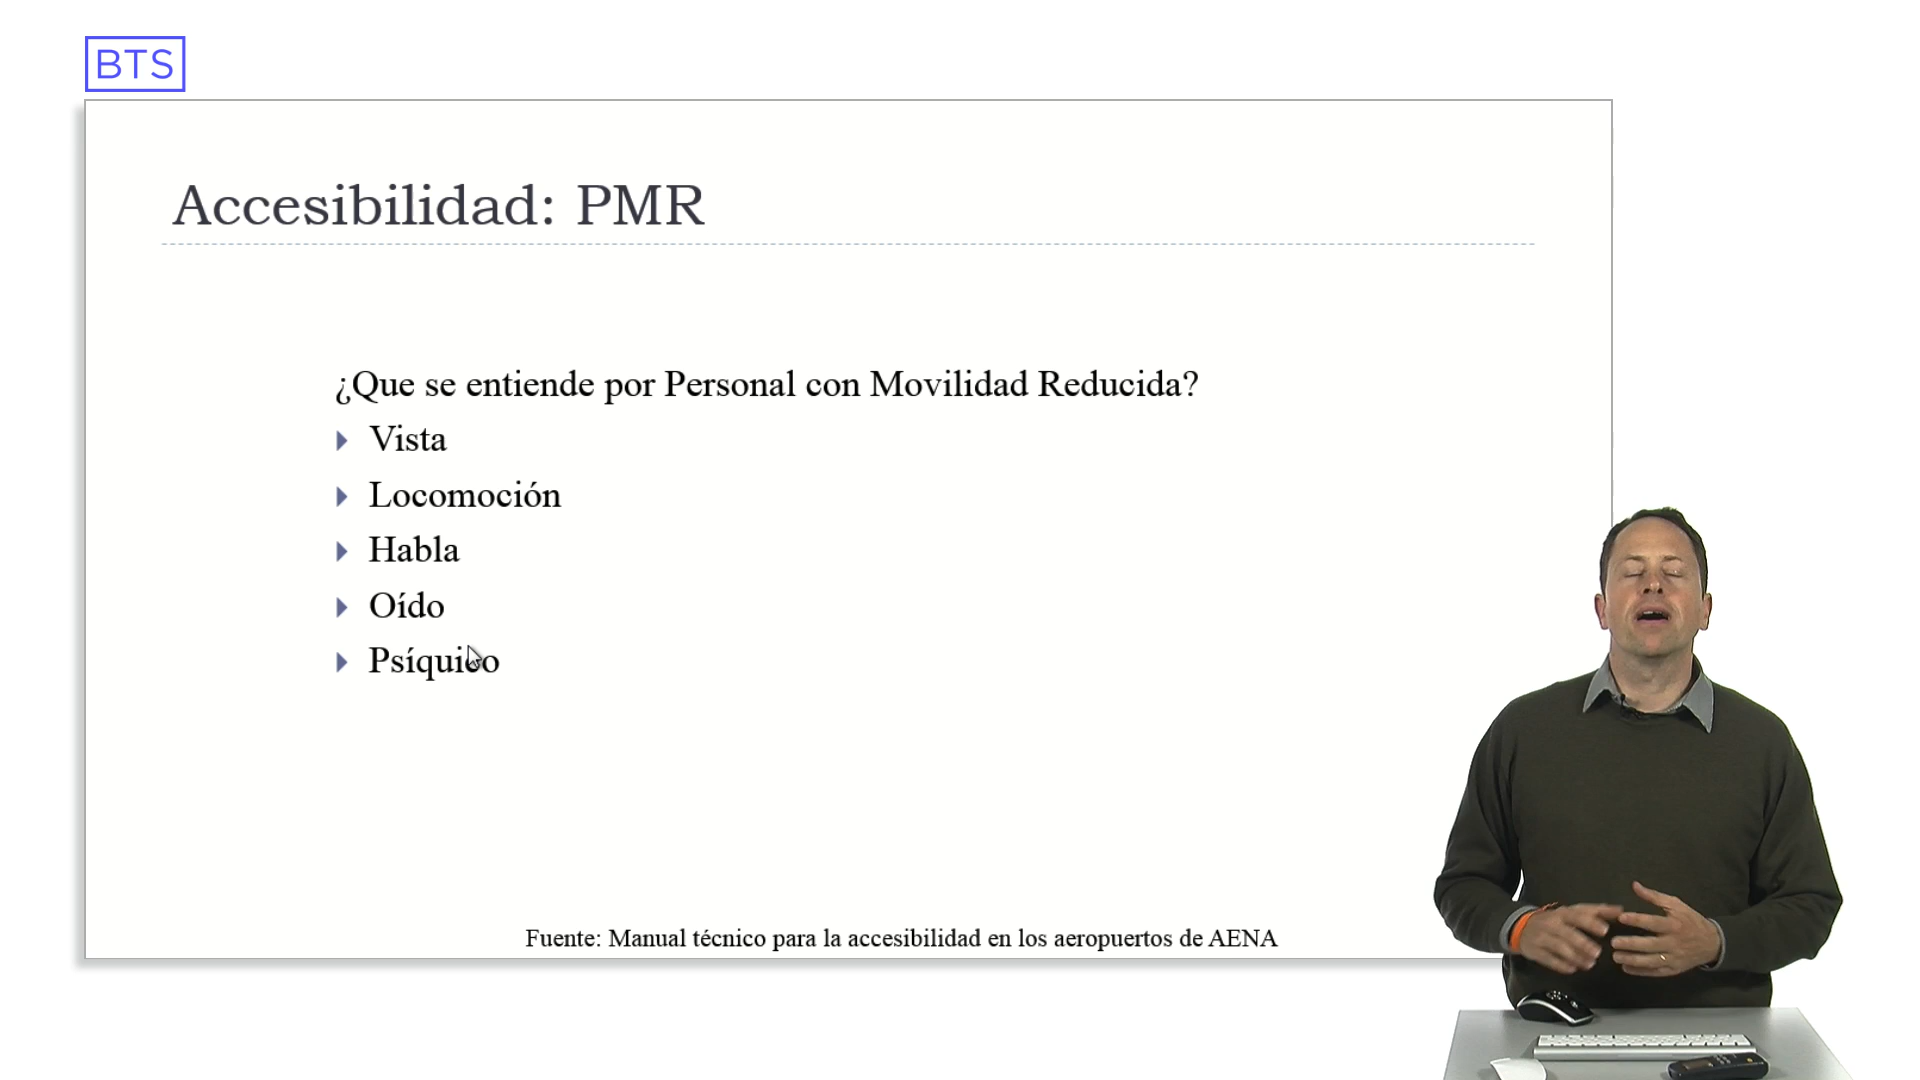 BTS
Accesibilidad: PMR
¿Que se entiende por Personal con Movilidad Reducida?
Vista
Locomoción
Habla
Oído
Psíquico
Fuente: Manual técnico para la accesibilidad en los aeropuertos de AENA